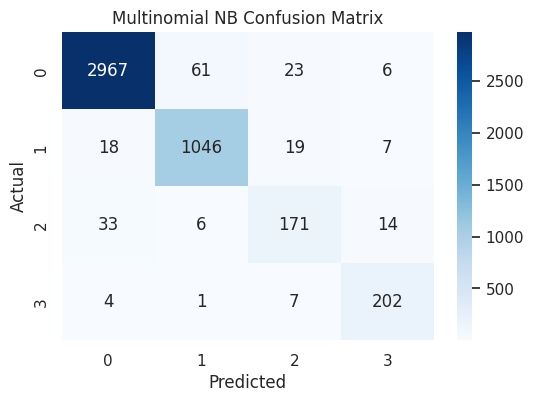 Multinomial NB Confusion Matrix
0 2967 61 23 6
1 18 1046 19 7
2 33 6 171 14
3 4 1 7 202
0 1 2 3
Actual
Predicted
2500
2000
1500
1000
500